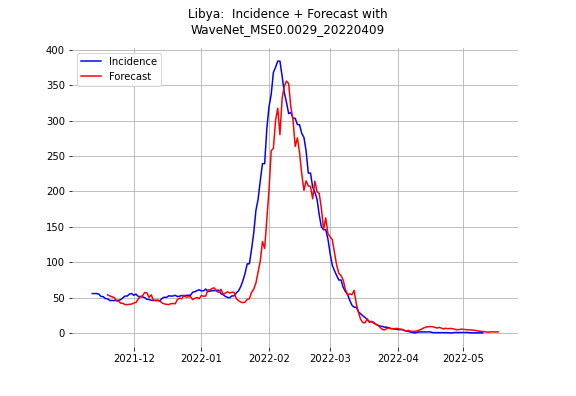 Libya:  Incidence + Forecast with
WaveNet_MSE0.0029_20220409
Incidence
Forecast
400
350
300
250
200
150
100
50
0
2021-12 2022-01 2022-02 2022-03 2022-04 2022-05